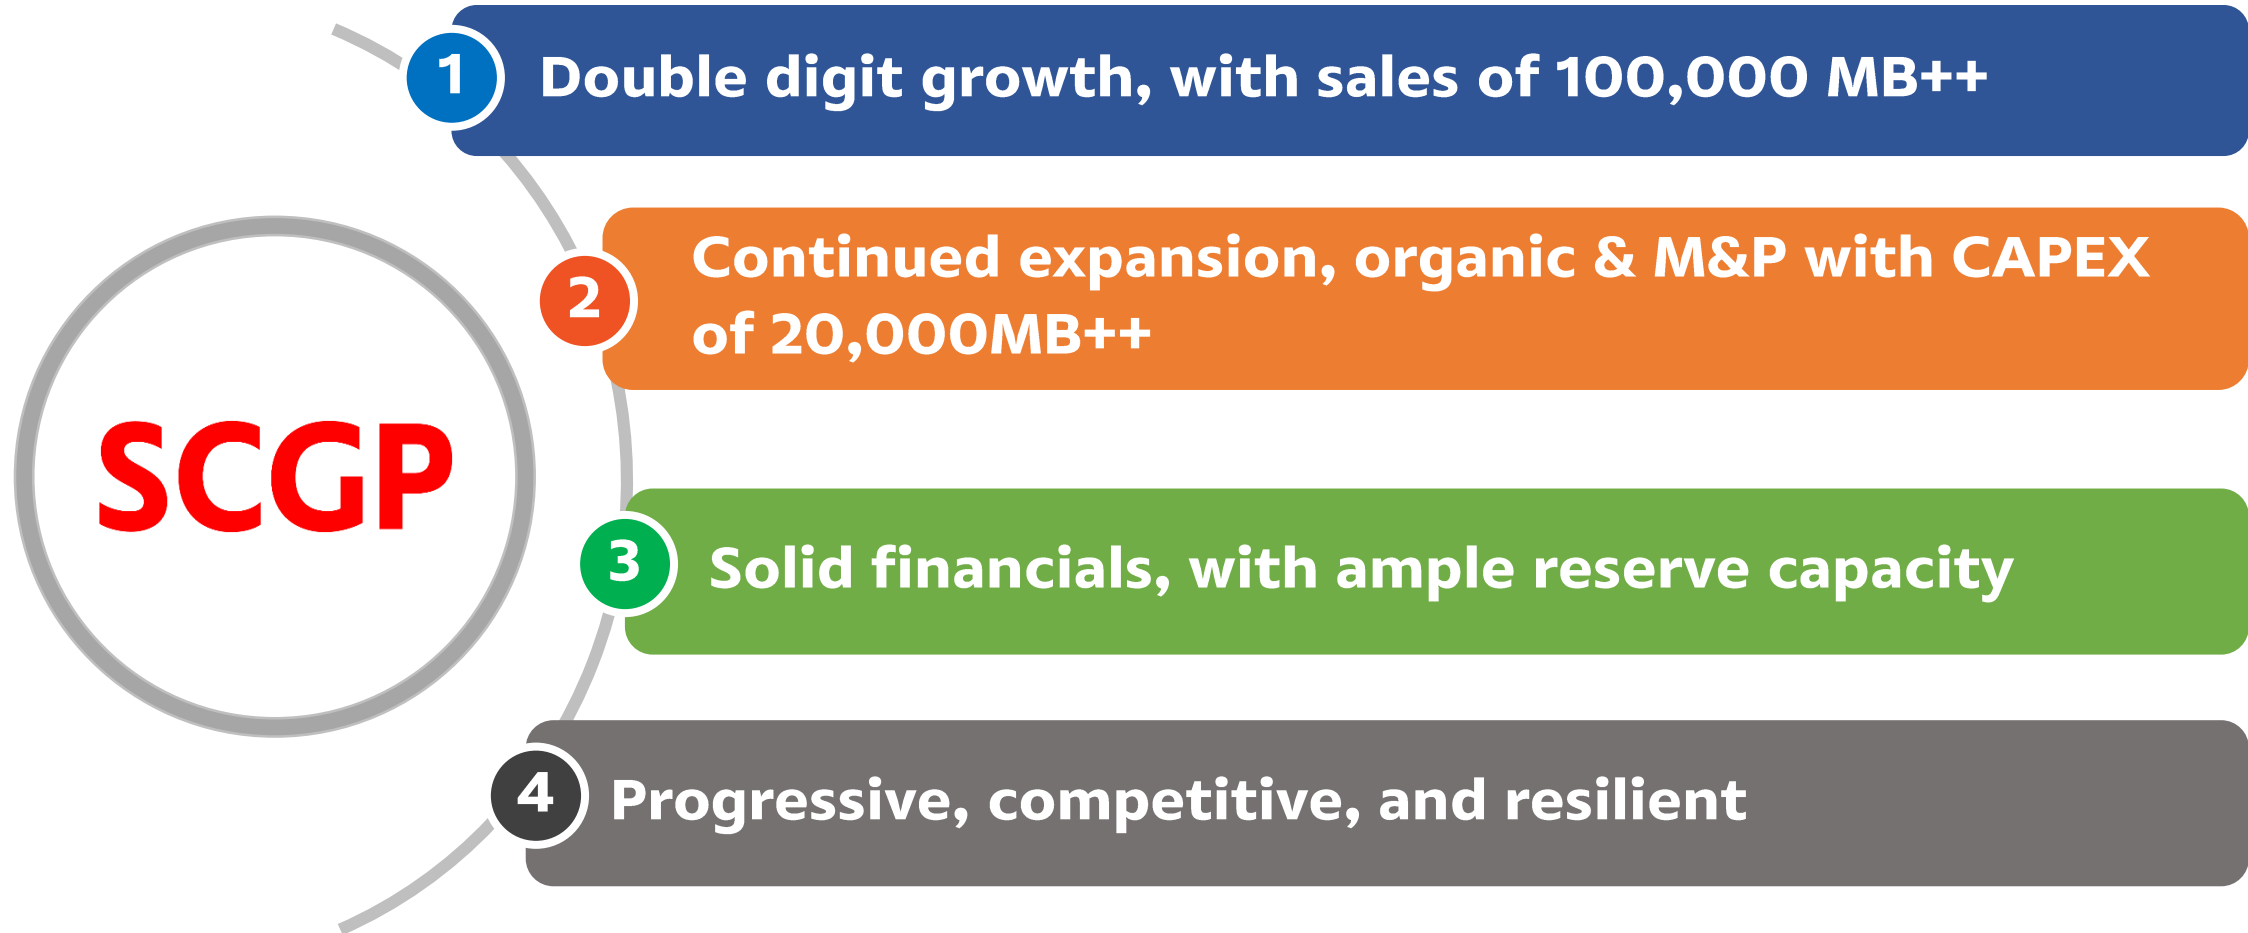 1
Double digit growth, with sales of 100,000 MB++
2
Continued expansion, organic & M&P with CAPEX
of 20,000MB++
SCGP
3
Solid financials, with ample reserve capacity
4
Progressive, competitive, and resilient